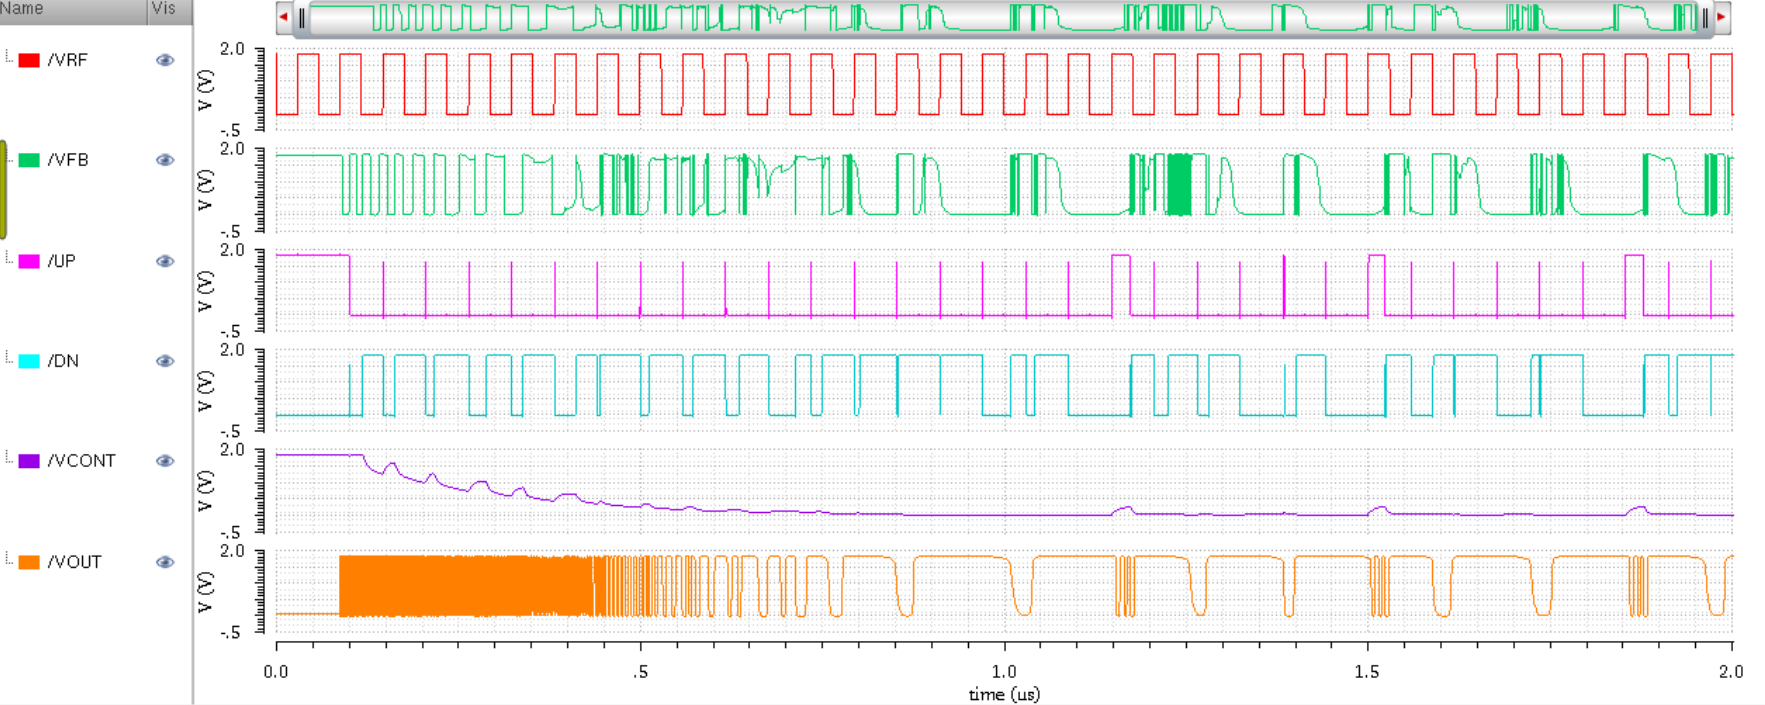 Name Vis
/VRF
2.0
V (V)
-.5
/VFB
2.0
V (V)
-.5
/UP
2.0
V (V)
-.5
/DN
2.0
V (V)
-.5
/VCONT
2.0
V (V)
-.5
/VOUT
2.0
V (V)
-.5
0.0 .5 1.0 1.5 2.0
time (us)